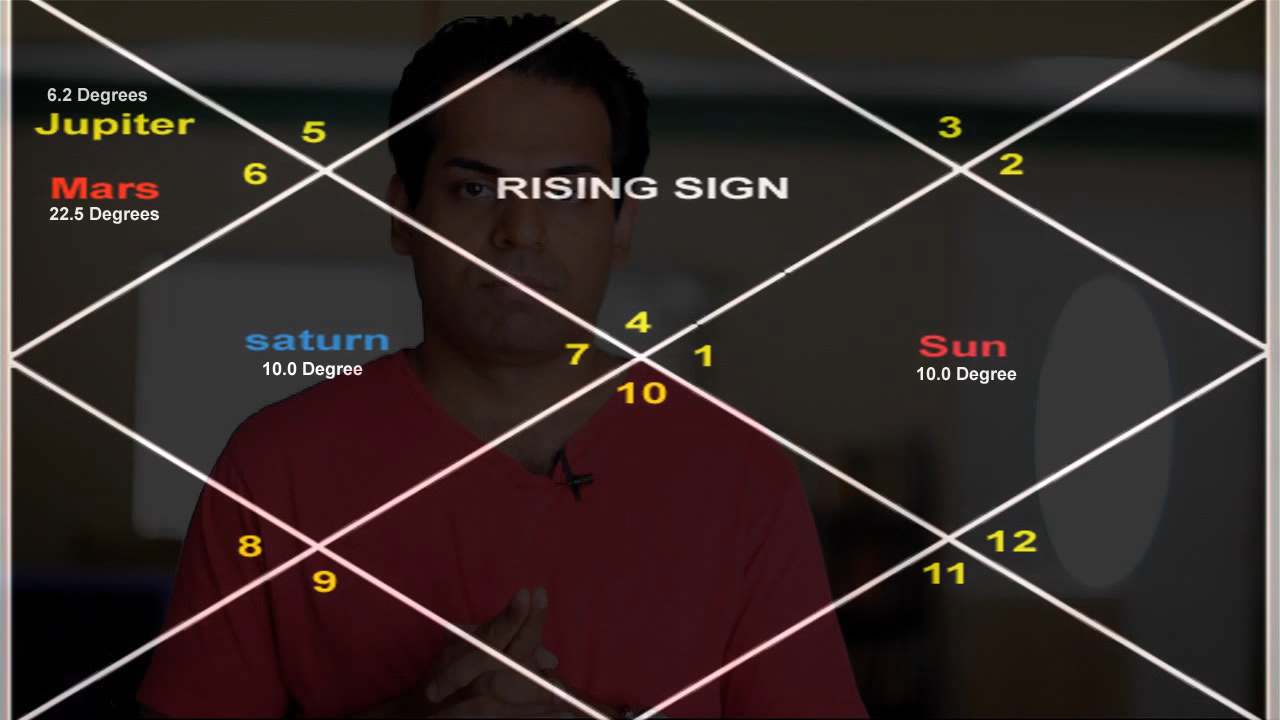 6.2 Degrees
Jupiter
5
3
6
2
Mars
RISING SIGN
22.5 Degrees
4
saturn
7
1
Sun
10.0 Degree
10.0 Degree
10
8
12
9
11